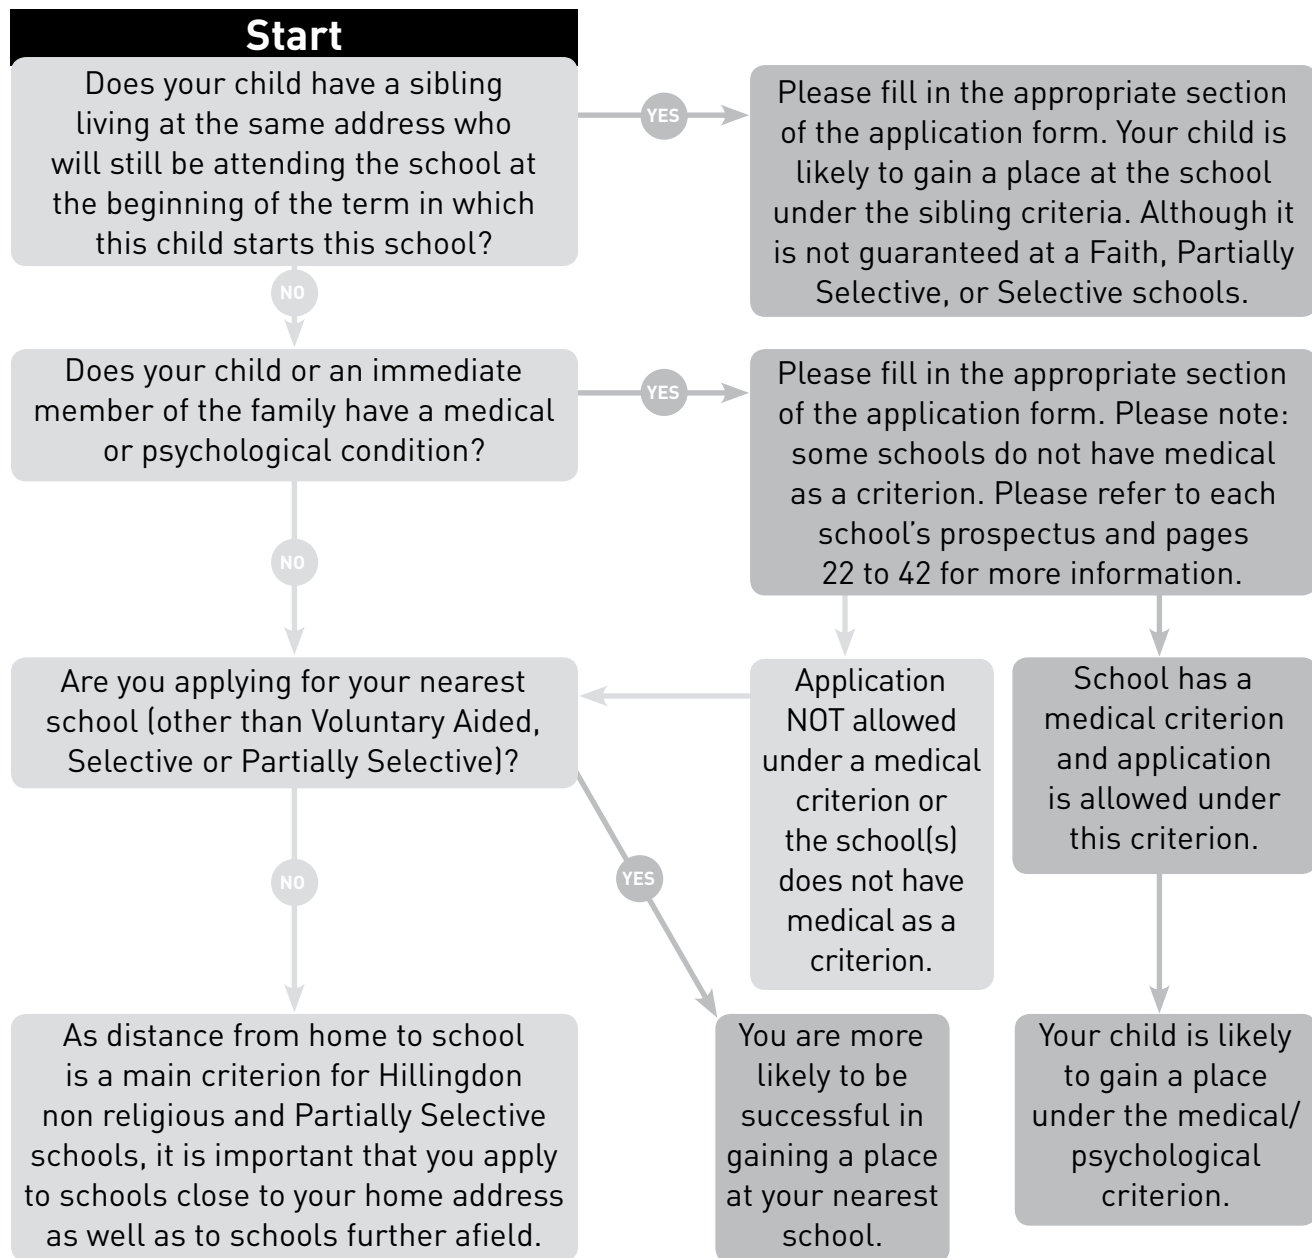 Start
Does your child have a sibling
living at the same address who
will still be attending the school at
the beginning of the term in which
this child starts this school?
YES
Please fill in the appropriate section
of the application form. Your child is
likely to gain a place at the school
under the sibling criteria. Although it
is not guaranteed at a Faith, Partially
Selective, or Selective schools.
NO
Does your child or an immediate
member of the family have a medical
or psychological condition?
YES
Please fill in the appropriate section
of the application form. Please note:
some schools do not have medical
as a criterion. Please refer to each
school's prospectus and pages
22 to 42 for more information.
NO
Are you applying for your nearest
school (other than Voluntary Aided,
Selective or Partially Selective)?
Application
NOT allowed
under a medical
criterion or
the school(s)
does not have
medical as a
criterion.
School has a
medical criterion
and application
is allowed under
this criterion.
NO
YES
As distance from home to school
is a main criterion for Hillingdon
non religious and Partially Selective
schools, it is important that you apply
to schools close to your home address
as well as to schools further afield.
You are more
likely to be
successful in
gaining a place
at your nearest
school.
Your child is likely
to gain a place
under the medical/
psychological
criterion.